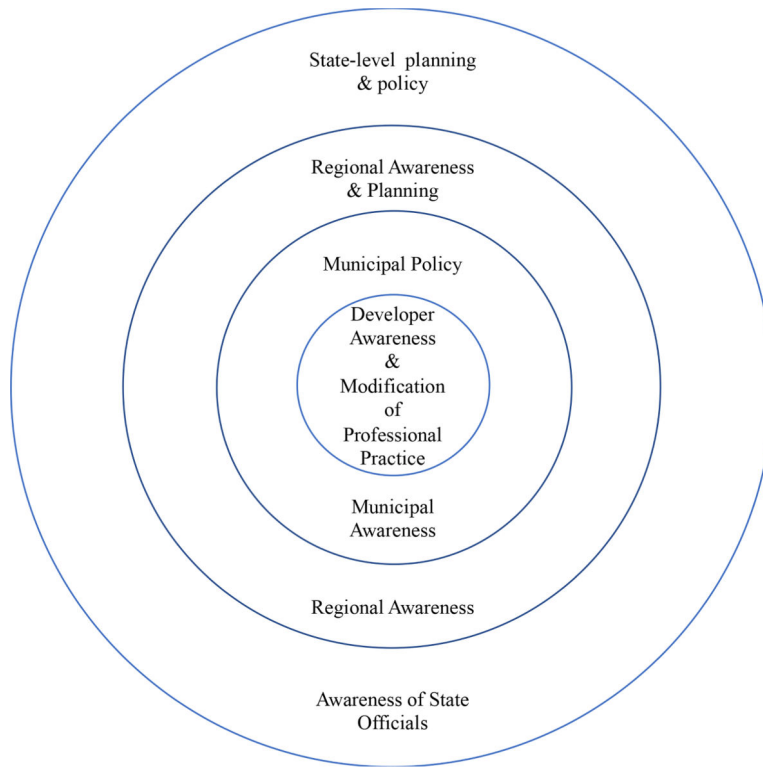 State-level planning
& policy
Regional Awareness
& Planning
Municipal Policy
Developer
Awareness
&
Modification
of
Professional
Practice
Municipal
Awareness
Regional Awareness
Awareness of State
Officials